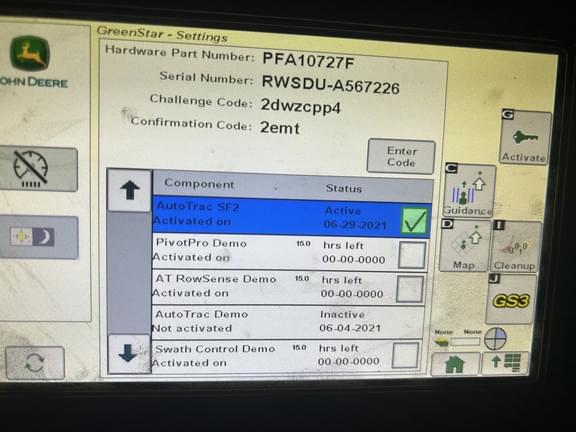 GreenStar - Settings
Hardware Part Number: PFA10727F
Serial Number: RWSDU-A567226
Challenge Code: 2dwzcpp4
Confirmation Code: 2emt
OHN DEERE
Enter
Code
G
Activate
Component Status
AutoTrac SF2 Active
Activated on 06-29-2021
PivotPro Demo 15.0 hrs left
Activated on 00-00-0000
AT RowSense Demo 15.0 hrs left
Activated on 00-00-0000
AutoTrac Demo Inactive
Not activated 06-04-2021
Swath Control Demo 15.0 hrs left
Activated on 00-00-0000
C
Guidance
D
Map
I
Cleanup
J
GS3
None None